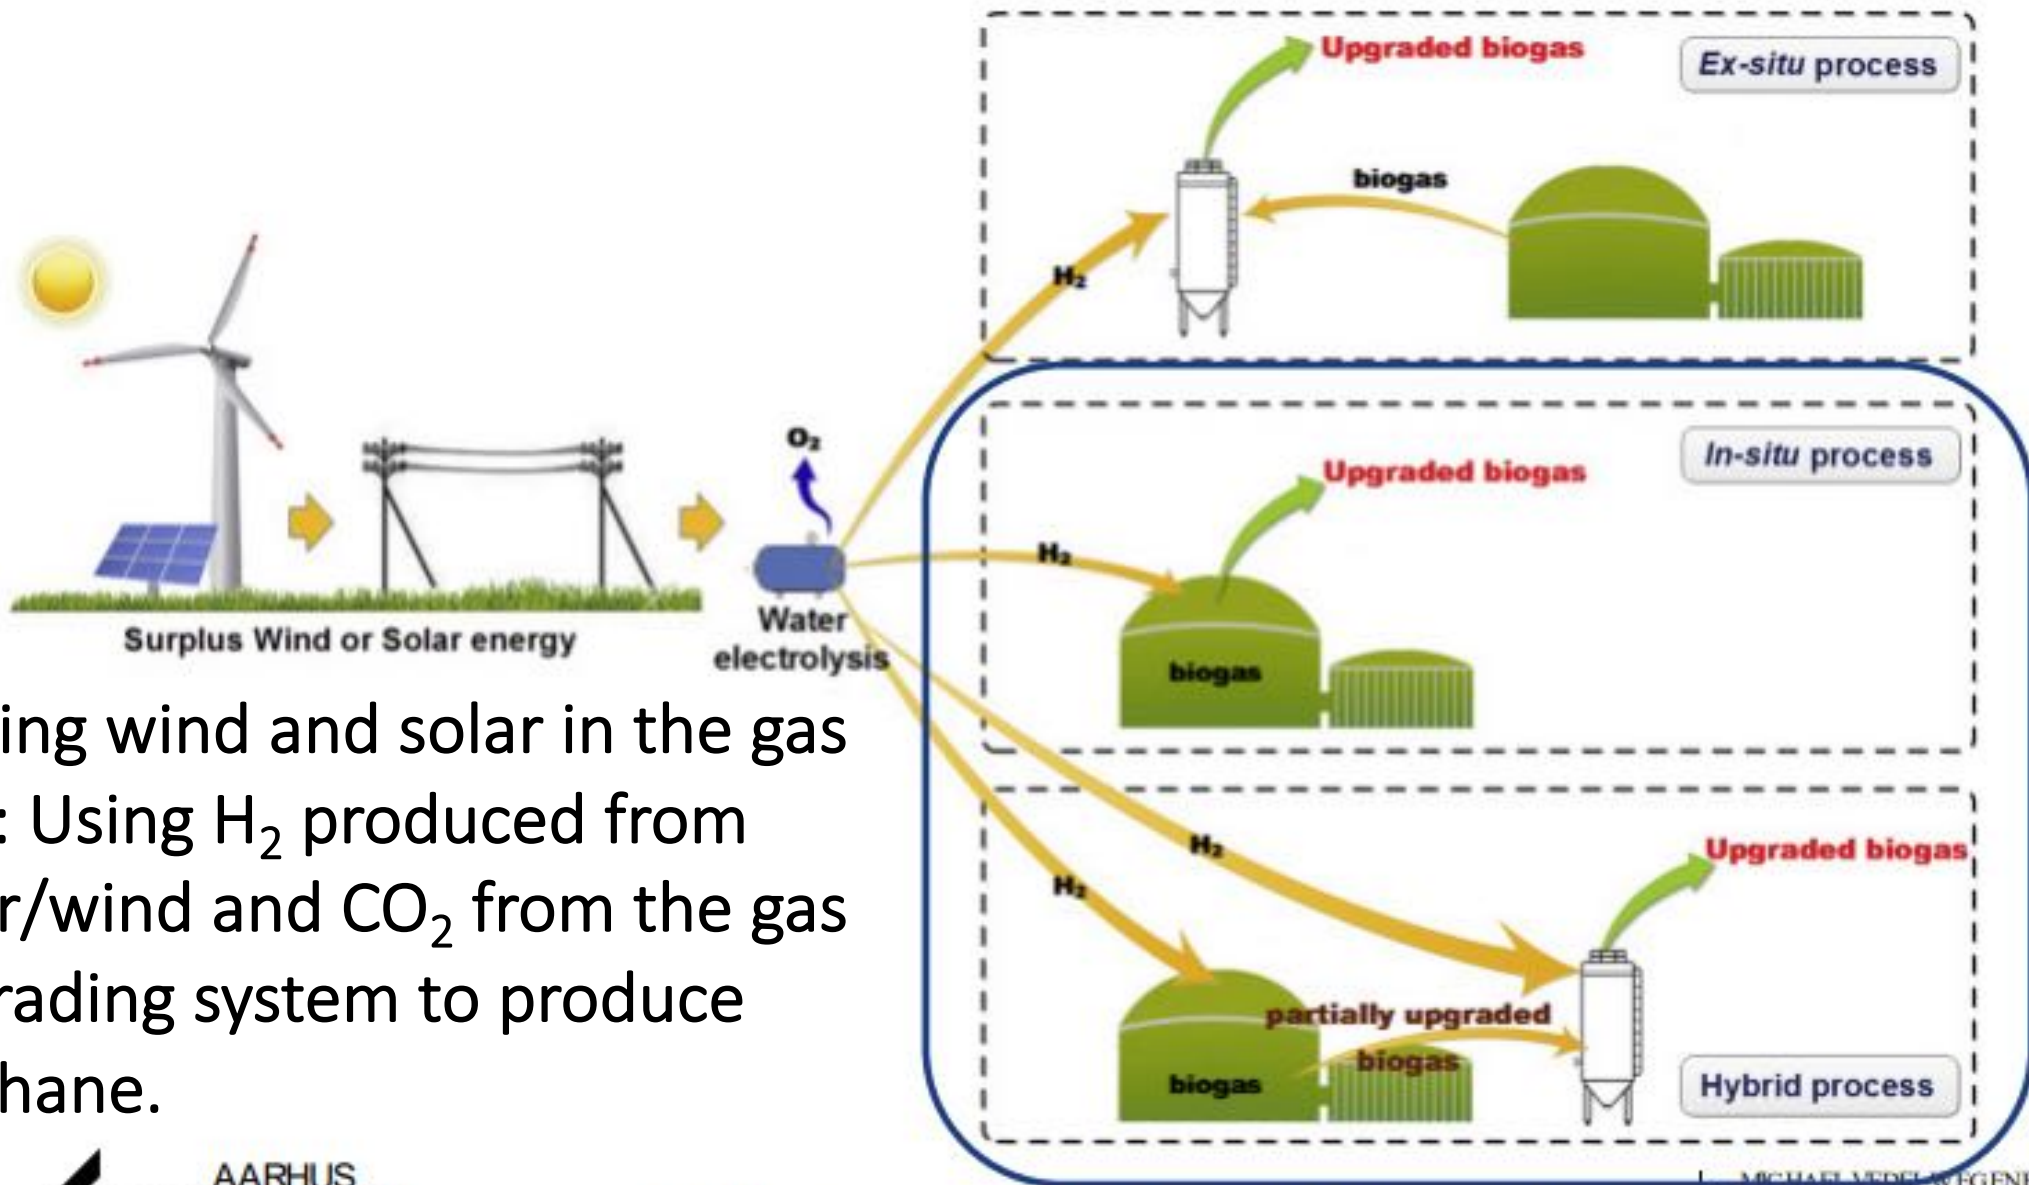 Upgraded biogas
Ex-situ process
biogas
H₂
O₂
Upgraded biogas
In-situ process
H₂
biogas
Water
electrolysis
Surplus Wind or Solar energy
ing wind and solar in the gas
: Using H₂ produced from
r/wind and CO₂ from the gas
rading system to produce
hane.
H₂
H₂
Upgraded biogas
partially upgraded
biogas
biogas
Hybrid process
AARHUS